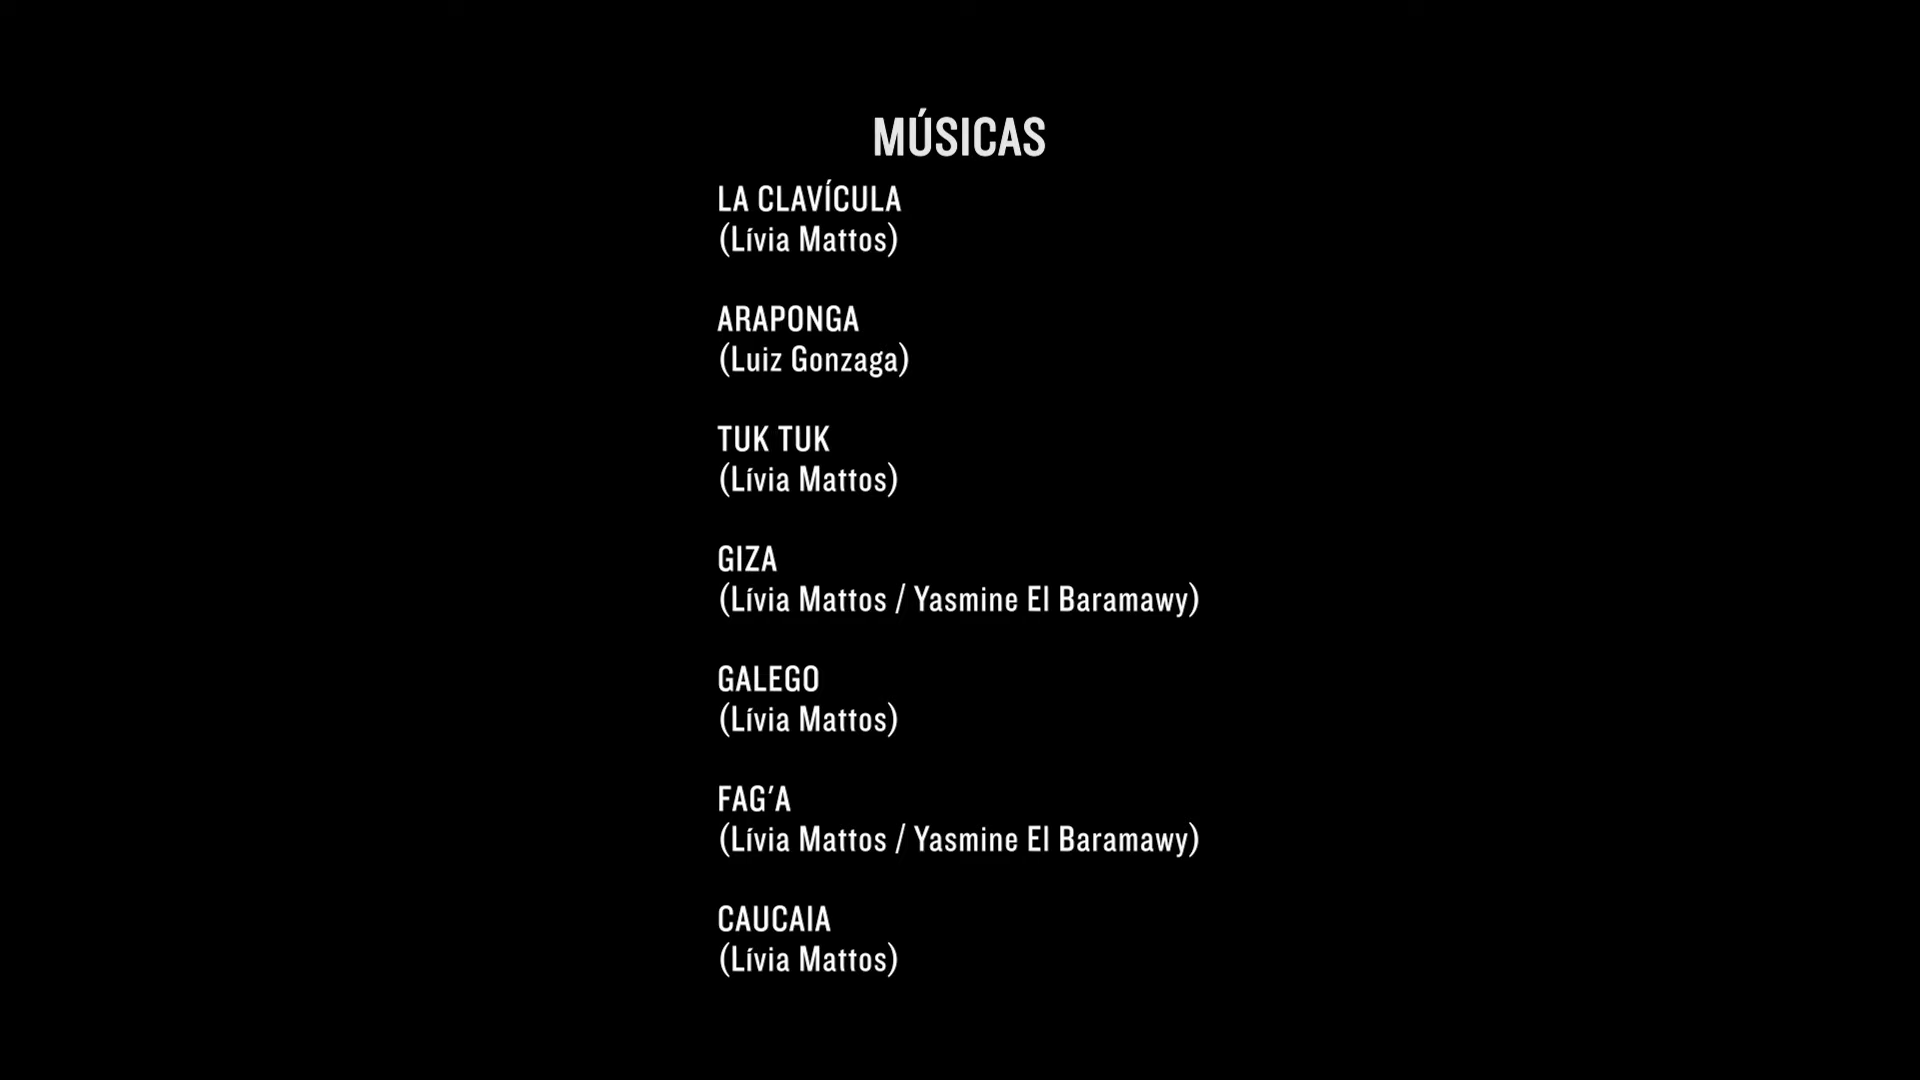 MÚSICAS
LA CLAVÍCULA
(Lívia Mattos)
ARAPONGA
(Luiz Gonzaga)
TUK TUK
(Lívia Mattos)
GIZA
(Lívia Mattos / Yasmine El Baramawy)
GALEGO
(Lívia Mattos)
FAG’A
(Lívia Mattos / Yasmine El Baramawy)
CAUCAIA
(Lívia Mattos)